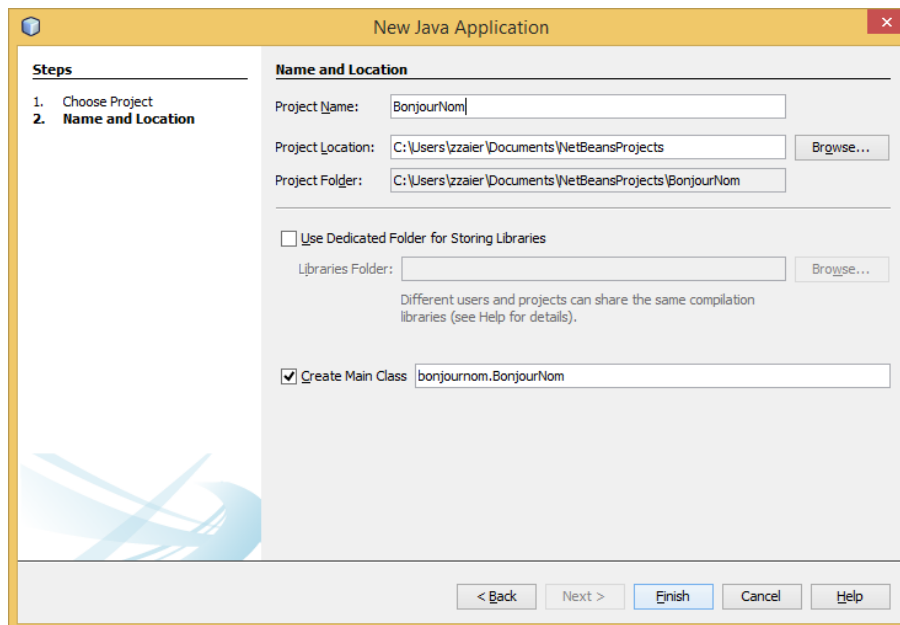 New Java Application
Steps
1. Choose Project
2. Name and Location
Name and Location
Project Name: BonjourNom
Project Location: C:\Users\zzaier\Documents\NetBeansProjects Browse...
Project Folder: C:\Users\zzaier\Documents\NetBeansProjects\BonjourNom
Use Dedicated Folder for Storing Libraries
Libraries Folder: Browse...
Different users and projects can share the same compilation
libraries (see Help for details).
Create Main Class bonjournom.BonjourNom
< Back Next > Finish Cancel Help